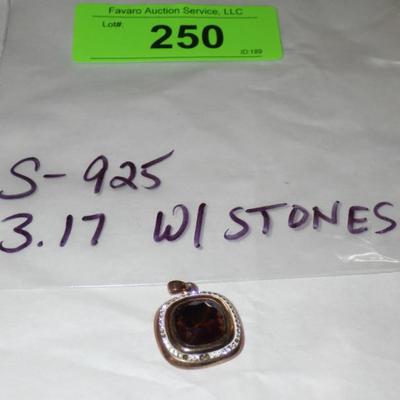 Favaro Auction Service, LLC
Lot#:
250
ID:189
S-925
3.17 W/ STONES